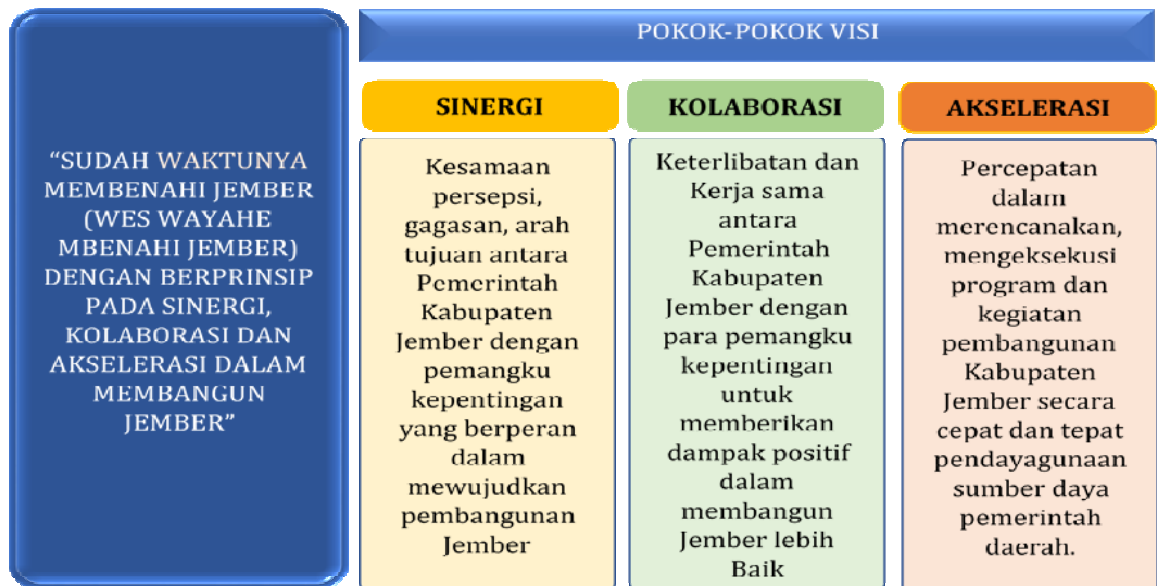 "SUDAH WAKTUNYA
MEMBENAHI JEMBER
(WES WAYAHE
MBENAHI JEMBER)
DENGAN BERPRINSIP
PADA SINERGI,
KOLABORASI DAN
AKSELERASI DALAM
MEMBANGUN
JEMBER"
POKOK-POKOK VISI
SINERGI
Kesamaan
persepsi,
gagasan, arah
tujuan antara
Pemerintah
Kabupaten
Jember dengan
pemangku
kepentingan
yang berperan
dalam
mewujudkan
pembangunan
Jember
KOLABORASI
Keterlibatan dan
Kerja sama
antara
Pemerintah
Kabupaten
Jember dengan
para pemangku
kepentingan
untuk
memberikan
dampak positif
dalam
membangun
Jember lebih
Baik
AKSELERASI
Percepatan
dalam
merencanakan,
mengeksekusi
program dan
kegiatan
pembangunan
Kabupaten
Jember secara
cepat dan tepat
pendayagunaan
sumber daya
pemerintah
daerah.